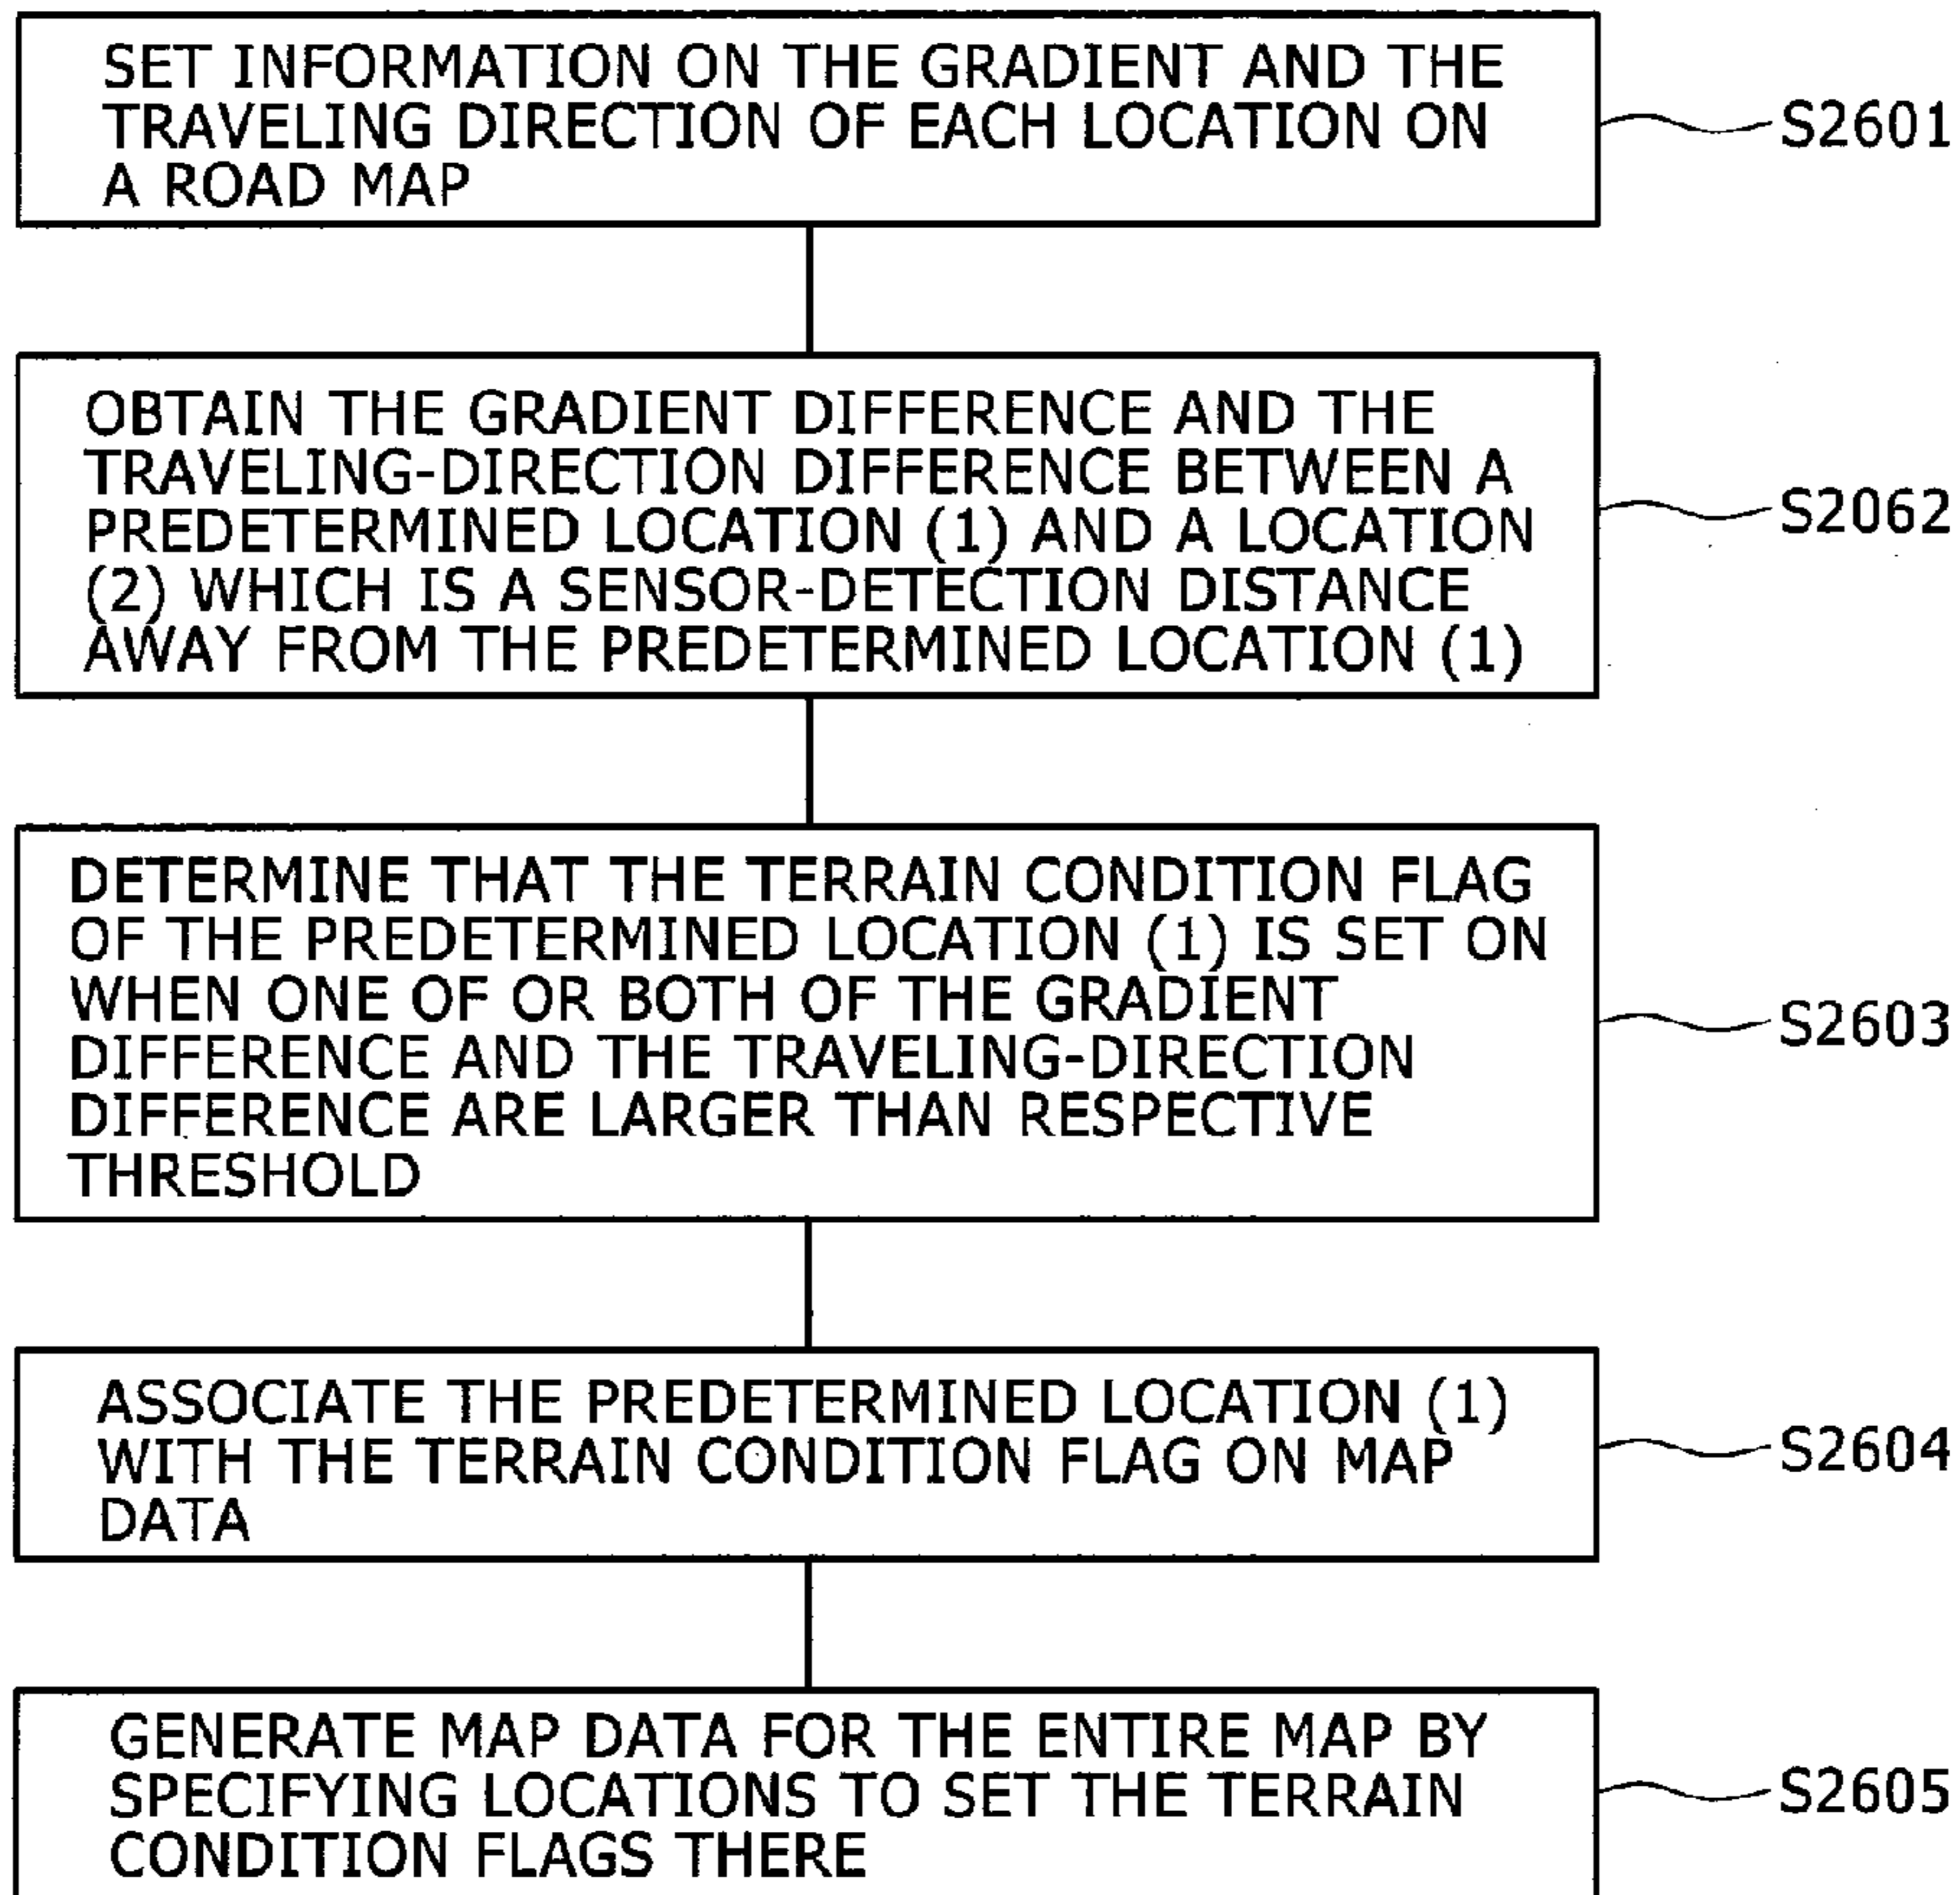 SET INFORMATION ON THE GRADIENT AND THE
TRAVELING DIRECTION OF EACH LOCATION ON
A ROAD MAP
S2601
OBTAIN THE GRADIENT DIFFERENCE AND THE
TRAVELING-DIRECTION DIFFERENCE BETWEEN A
PREDETERMINED LOCATION (1) AND A LOCATION
(2) WHICH IS A SENSOR-DETECTION DISTANCE
AWAY FROM THE PREDETERMINED LOCATION (1)
S2062
DETERMINE THAT THE TERRAIN CONDITION FLAG
OF THE PREDETERMINED LOCATION (1) IS SET ON
WHEN ONE OF OR BOTH OF THE GRADIENT
DIFFERENCE AND THE TRAVELING-DIRECTION
DIFFERENCE ARE LARGER THAN RESPECTIVE
THRESHOLD
S2603
ASSOCIATE THE PREDETERMINED LOCATION (1)
WITH THE TERRAIN CONDITION FLAG ON MAP
DATA
S2604
GENERATE MAP DATA FOR THE ENTIRE MAP BY
SPECIFYING LOCATIONS TO SET THE TERRAIN
CONDITION FLAGS THERE
S2605